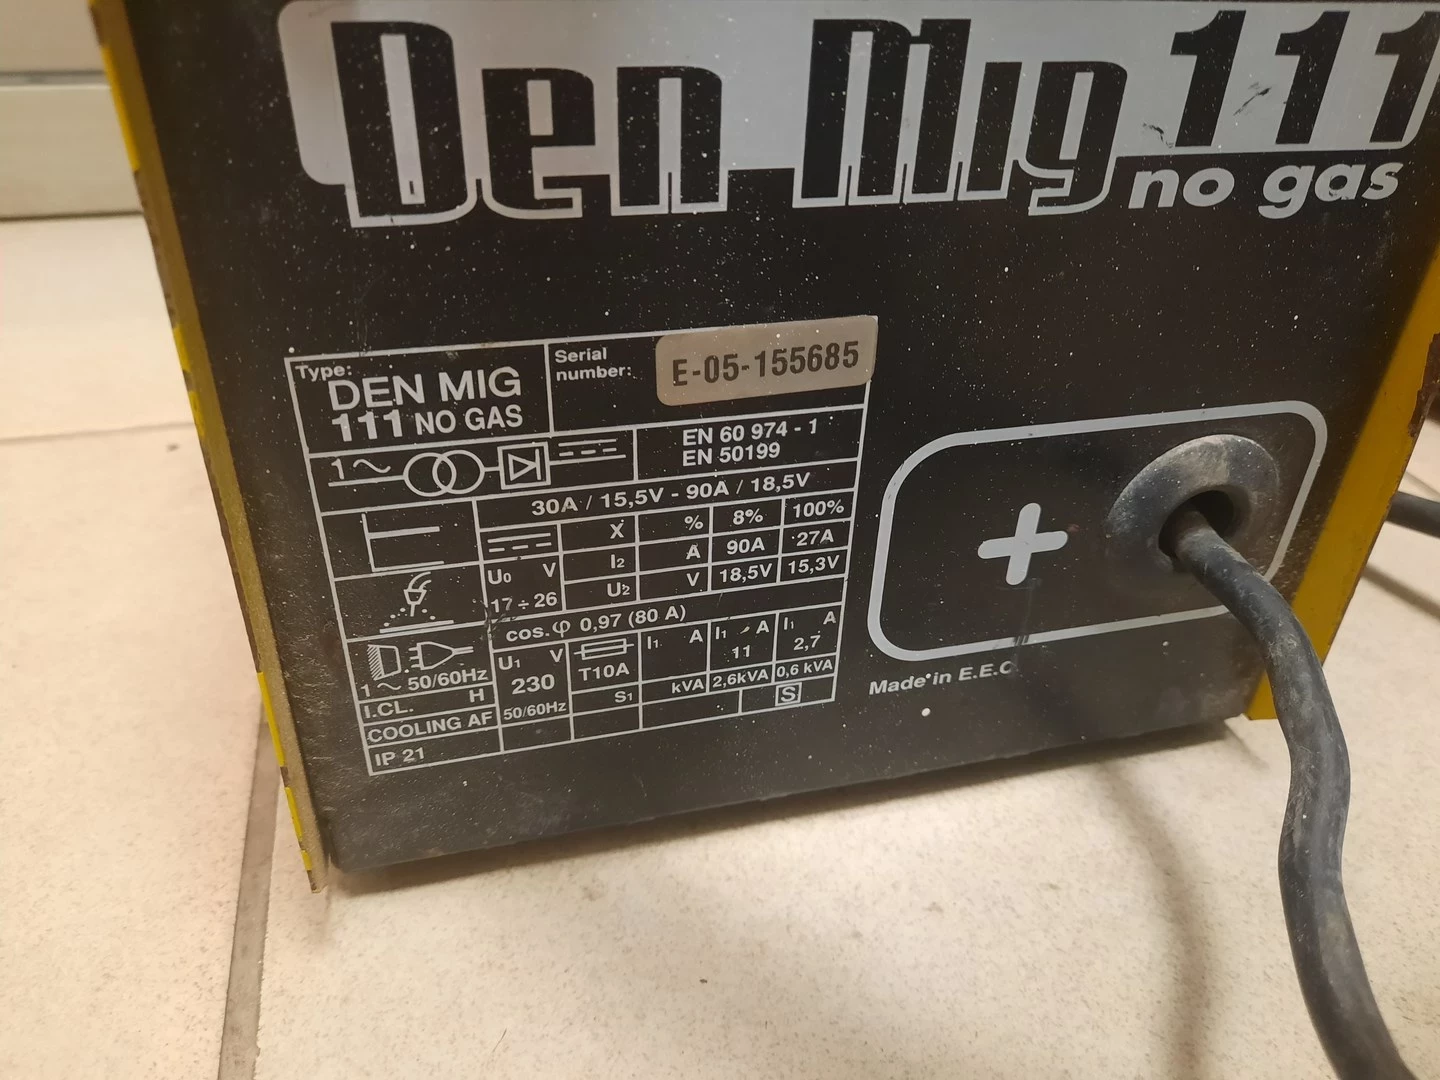 Den Mig 111
no gas
Type:
DEN MIG
111 NO GAS
Serial
number:
E-05-155685
1~
EN 60 974 - 1
EN 50199
30A / 15,5V - 90A / 18,5V
X % 8% 100%
I2 A 90A 27A
U2 V 18,5V 15,3V
U0 V
17 ÷ 26
cos. φ 0,97 (80 A)
1 ~ 50/60Hz
U1 V
230
50/60Hz
T10A
I1 A
I1 A
11
I1 A
2,7
S1 kVA 2,6kVA 0,6 kVA
I.CL. H
COOLING AF
S
IP 21
+
Made in E.E.C